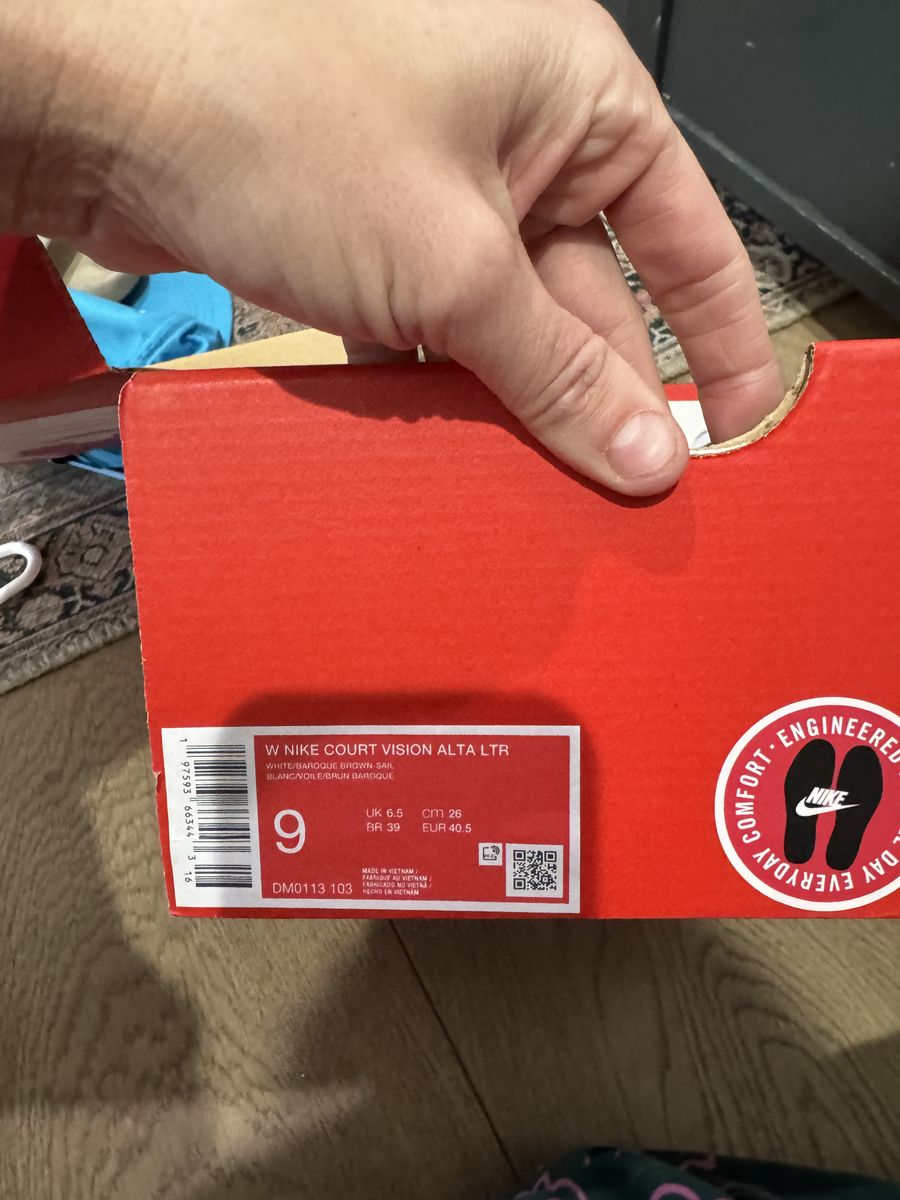 W NIKE COURT VISION ALTA LTR
WHITE/BAROQUE BROWN-SAIL
BLANC/VOILE/BRUN BAROQUE
9
UK 6.5 cm 26
BR 39 EUR 40.5
MADE IN VIETNAM /
FABRIQUÉ AU VIETNAM /
FABRICADO NO VIETNÃ /
HECHO EN VIETNAM
DM0113 103
1 97593 66344 3 16
COMFORT · ENGINEERED
DAY EVERYDAY
NIKE